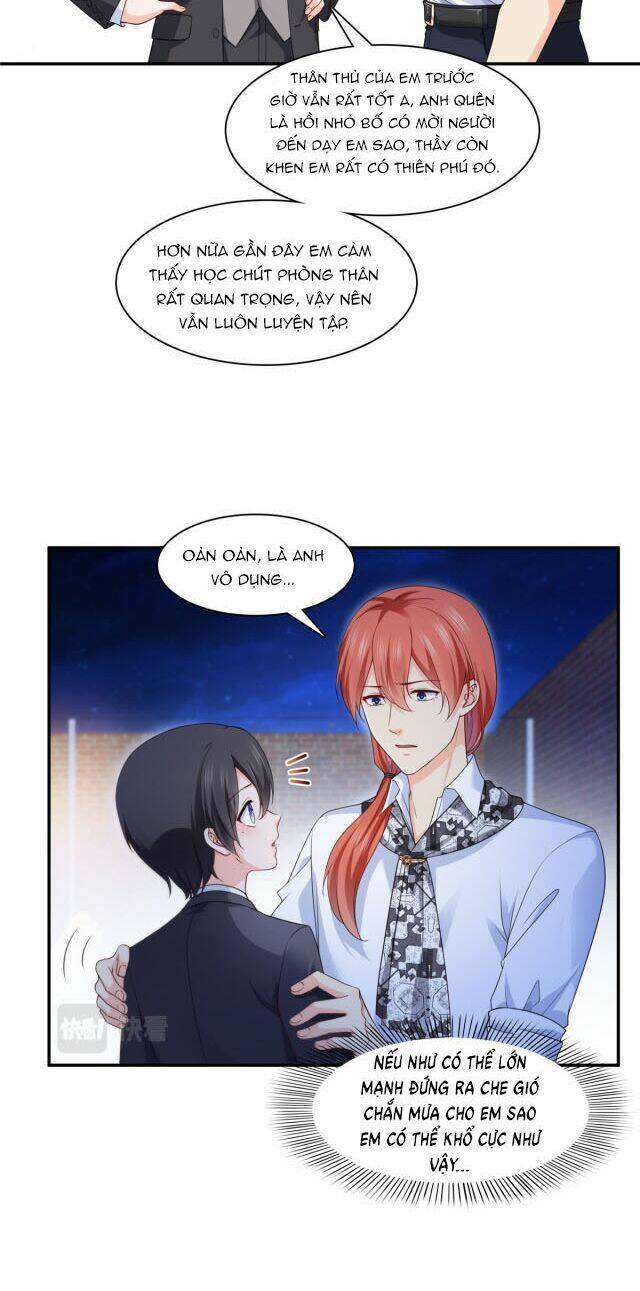 THÂN THỦ CỦA EM TRƯỚC
GIỜ VẪN RẤT TỐT A, ANH QUÊN
LÀ HỒI NHỎ BỐ CÓ MỜI NGƯỜI
ĐẾN DẠY EM SAO, THẦY CÒN
KHEN EM RẤT CÓ THIÊN PHÚ ĐÓ.
HƠN NỮA GẦN ĐÂY EM CẢM
THẤY HỌC CHÚT PHÒNG THÂN
RẤT QUAN TRỌNG, VẬY NÊN
VẪN LUÔN LUYỆN TẬP.
OẢN OẢN, LÀ ANH
VÔ DỤNG...
快看! 快看
NẾU NHƯ CÓ THỂ LỚN
MẠNH ĐỨNG RA CHE GIÓ
CHẮN MƯA CHO EM SAO
EM CÓ THỂ KHỔ CỰC NHƯ
VẬY...